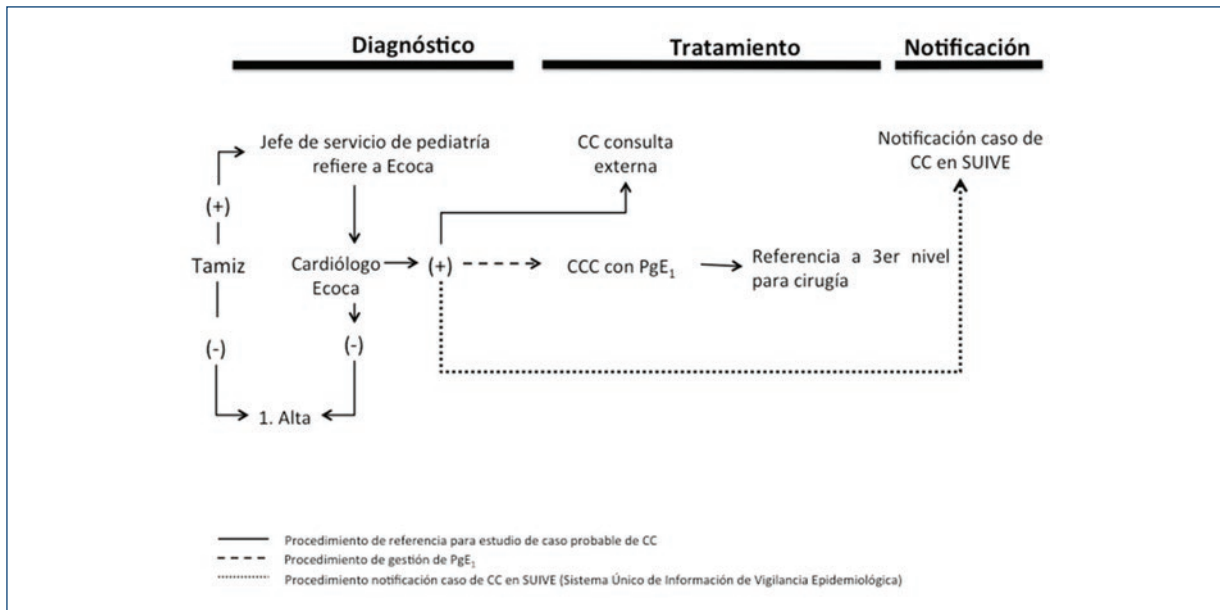 Diagnóstico
Tratamiento
Notificación
Jefe de servicio de pediatría
refiere a Ecoca
CC consulta
externa
Notificación caso de
CC en SUIVE
(+)
Tamiz
Cardiólogo
Ecoca
(+)
CCC con PgE₁
Referencia a 3er nivel
para cirugía
(-)
(-)
1. Alta
Procedimiento de referencia para estudio de caso probable de CC
Procedimiento de gestión de PgE₁
Procedimiento notificación caso de CC en SUIVE (Sistema Único de Información de Vigilancia Epidemiológica)